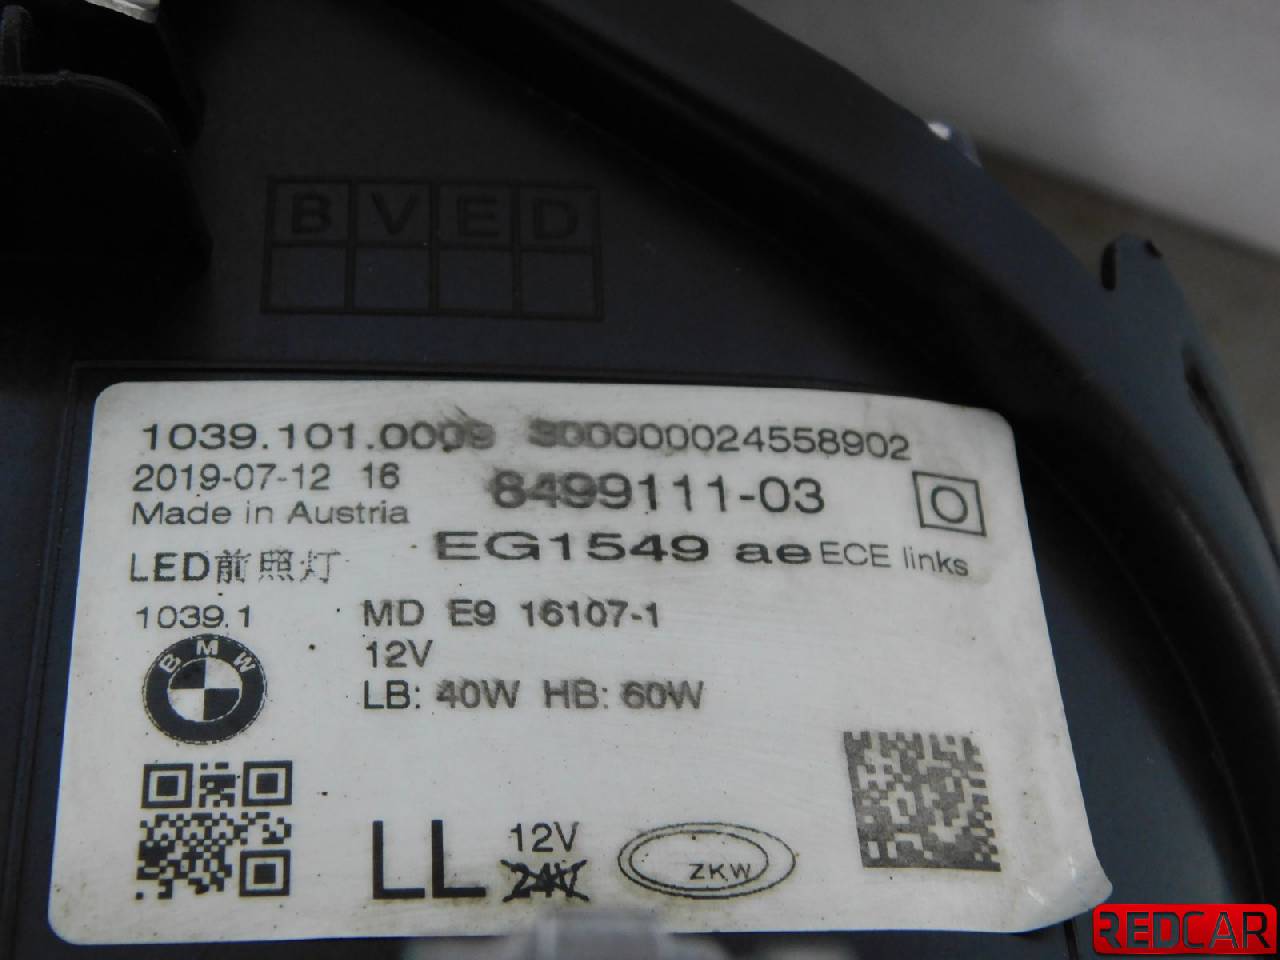 B V E D
1039.101.0009 3000000024558902
2019-07-12 16
8499111-03
Made in Austria
EG1549 ae ECE links
LED前照灯
1039.1
MD E9 16107-1
12V
LB: 40W HB: 60W
BMW
LL
12V
24V
ZKW
REDCAR